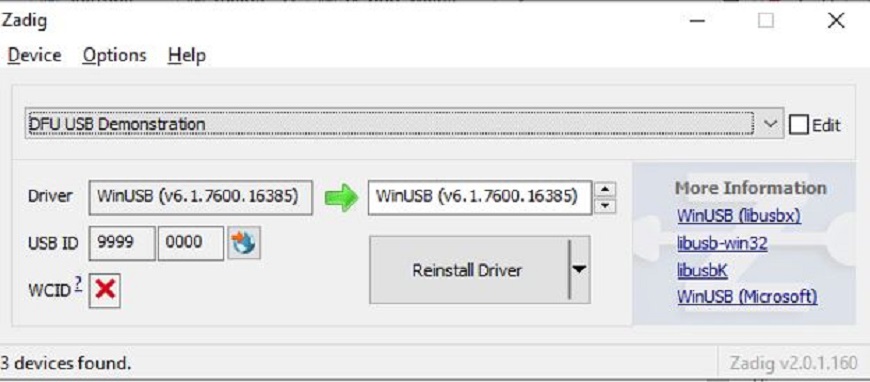 Zadig
Device Options Help
DFU USB Demonstration
Edit
Driver WinUSB (v6.1.7600.16385) WinUSB (v6.1.7600.16385)
USB ID 9999 0000
WCID ?
Reinstall Driver
More Information
WinUSB (libusbx)
libusb-win32
libusbK
WinUSB (Microsoft)
3 devices found.
Zadig v2.0.1.160